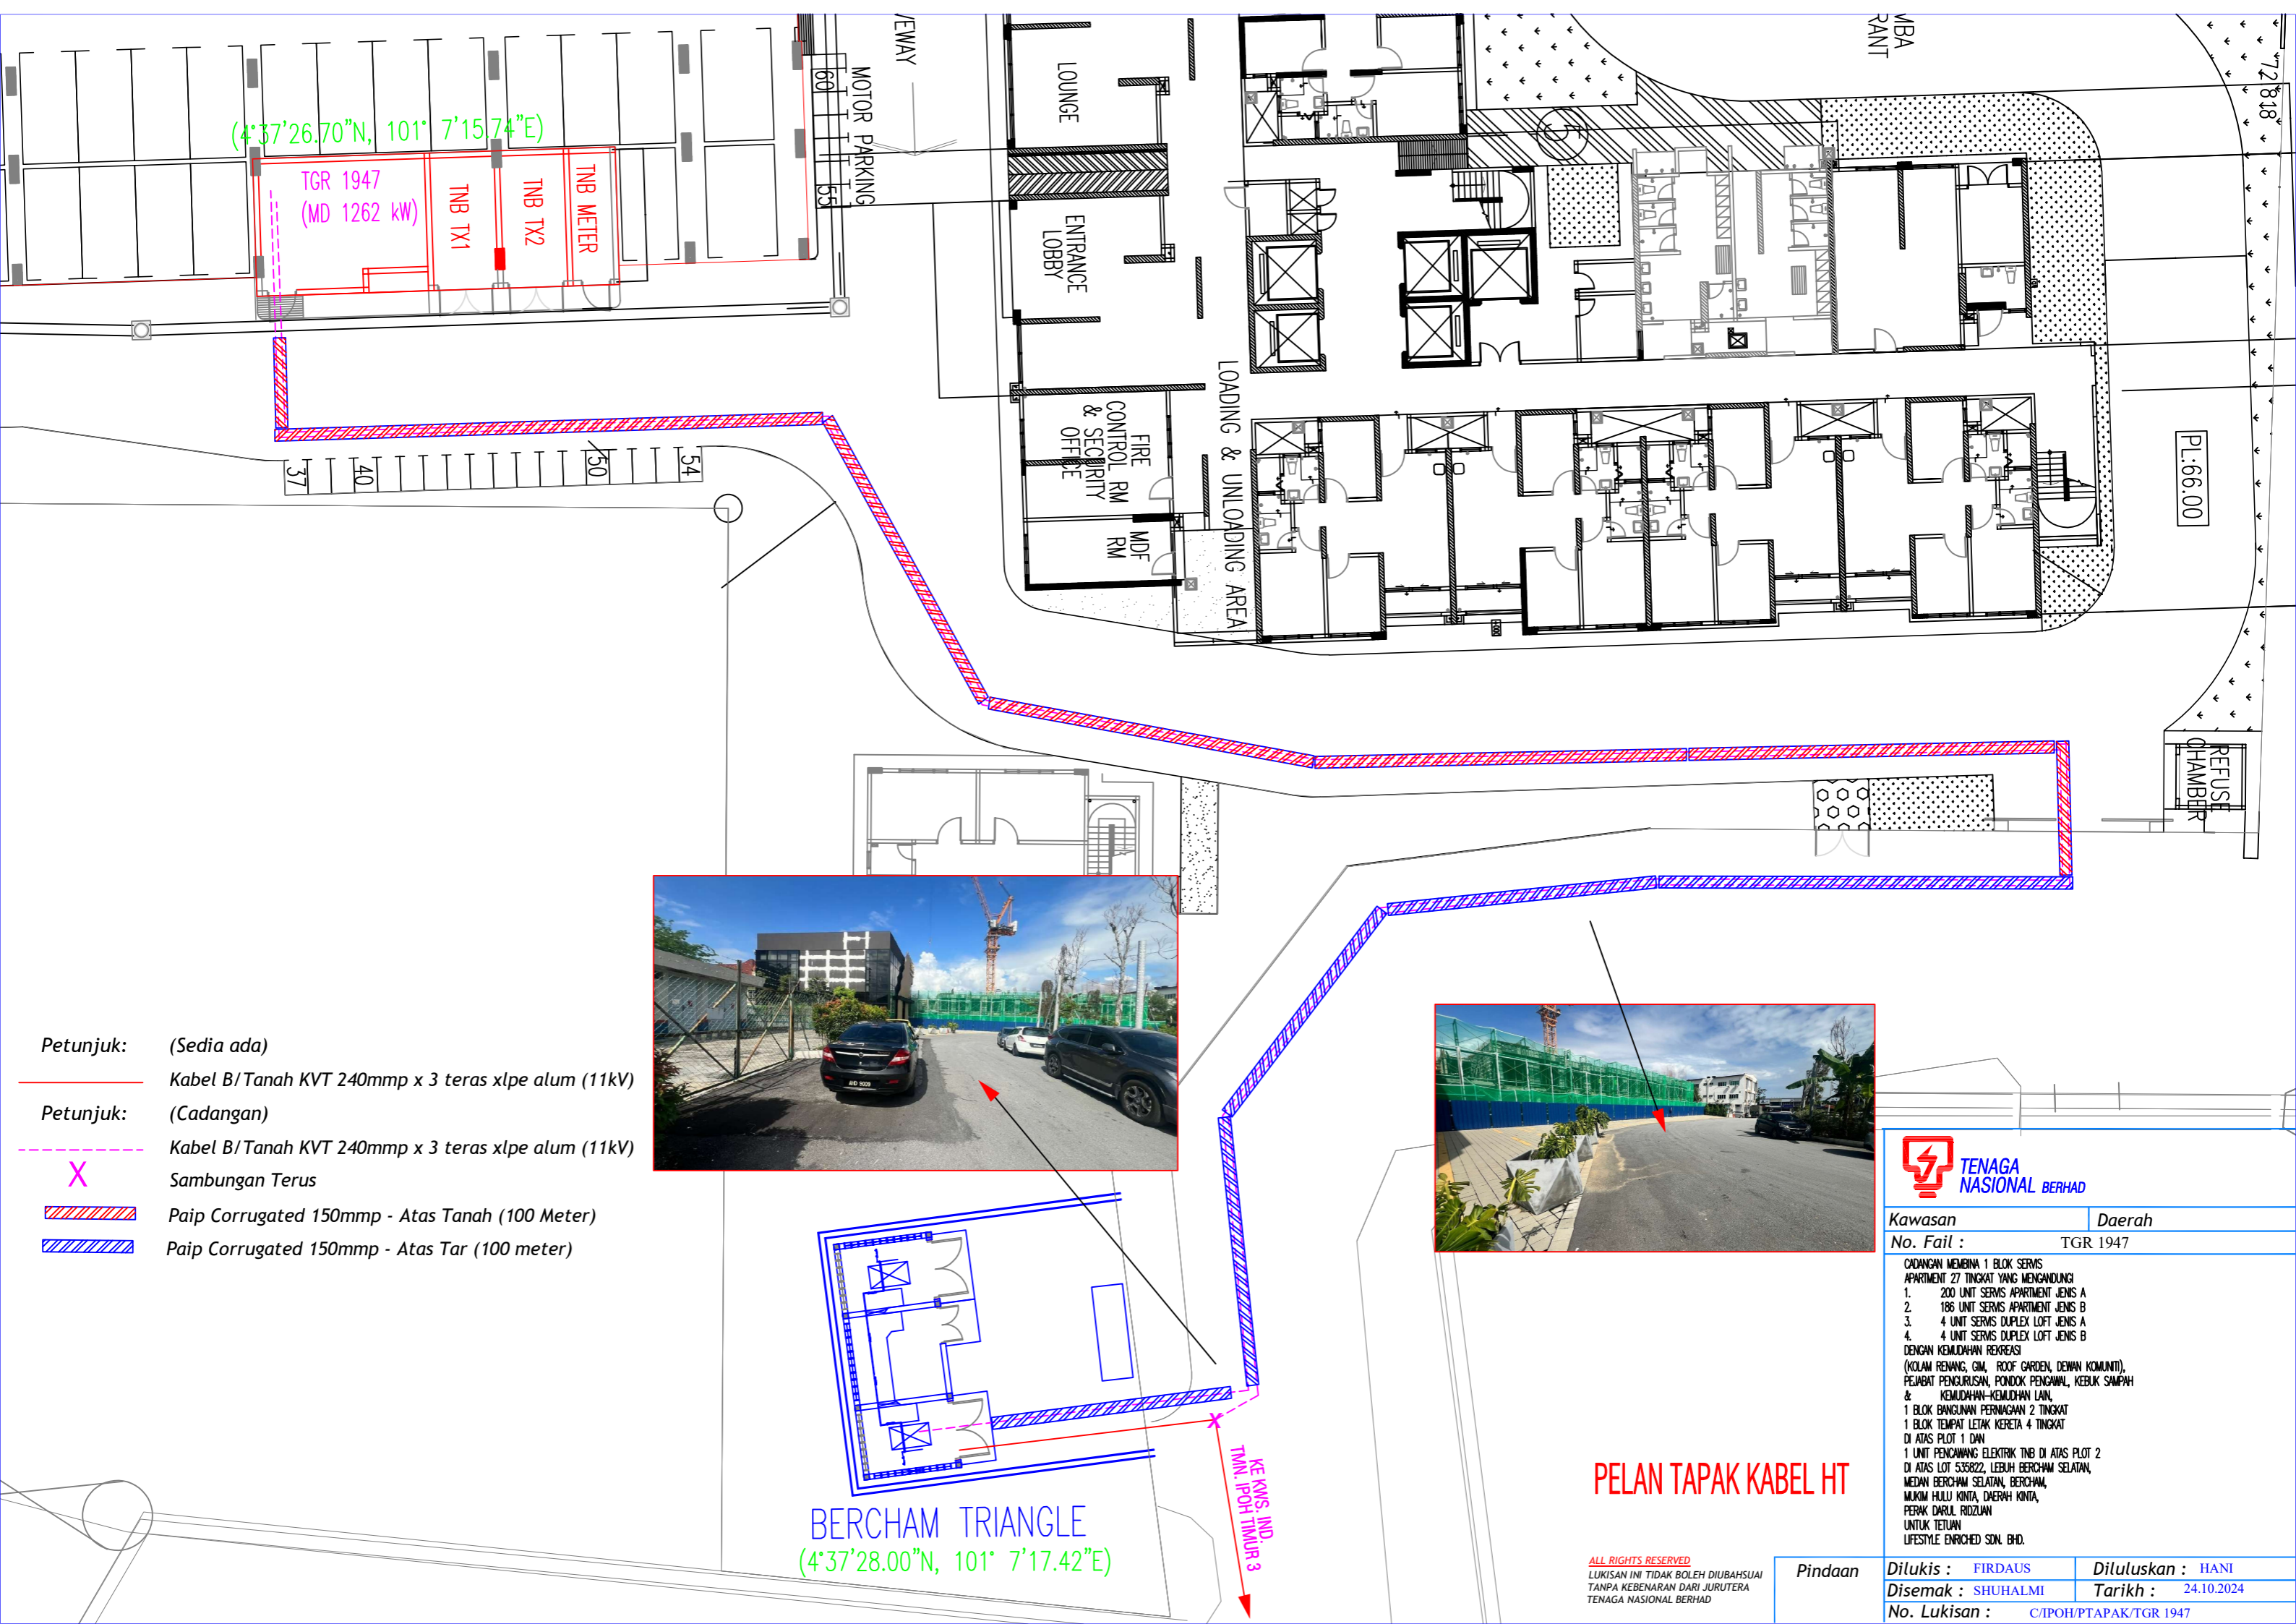 VEWAY
MBA
RANT
72.818
60
MOTOR PARKING
55
LOUNGE
(4°37'26.70"N, 101° 7'15.74"E)
TGR 1947
(MD 1262 kW)
TNB TX1
TNB TX2
TNB METER
ENTRANCE
LOBBY
LOADING & UNLOADING AREA
FIRE
CONTROL RM
& SECURITY
OFFICE
MDF
RM
37
40
50
54
PL:66.00
REFUSE
CHAMBER
Petunjuk: (Sedia ada)
Kabel B/Tanah KVT 240mmp x 3 teras xlpe alum (11kV)
Petunjuk: (Cadangan)
Kabel B/Tanah KVT 240mmp x 3 teras xlpe alum (11kV)
X Sambungan Terus
Paip Corrugated 150mmp - Atas Tanah (100 Meter)
Paip Corrugated 150mmp - Atas Tar (100 meter)
X
KE KWS. IND.
TMN. IPOH TIMUR 3
BERCHAM TRIANGLE
(4°37'28.00"N, 101° 7'17.42"E)
PELAN TAPAK KABEL HT
ALL RIGHTS RESERVED
LUKISAN INI TIDAK BOLEH DIUBAHSUAI
TANPA KEBENARAN DARI JURUTERA
TENAGA NASIONAL BERHAD
Pindaan
TENAGA
NASIONAL BERHAD
Kawasan Daerah
No. Fail : TGR 1947
CADANGAN MEMBINA 1 BLOK SERVIS
APARTMENT 27 TINGKAT YANG MENGANDUNGI
1. 200 UNIT SERVIS APARTMENT JENIS A
2. 186 UNIT SERVIS APARTMENT JENIS B
3. 4 UNIT SERVIS DUPLEX LOFT JENIS A
4. 4 UNIT SERVIS DUPLEX LOFT JENIS B
DENGAN KEMUDAHAN REKREASI
(KOLAM RENANG, GIM, ROOF GARDEN, DEWAN KOMUNITI),
PEJABAT PENGURUSAN, PONDOK PENGAWAL, KEBUK SAMPAH
& KEMUDAHAN-KEMUDHAN LAIN,
1 BLOK BANGUNAN PERNIAGAAN 2 TINGKAT
1 BLOK TEMPAT LETAK KERETA 4 TINGKAT
DI ATAS PLOT 1 DAN
1 UNIT PENCAWANG ELEKTRIK TNB DI ATAS PLOT 2
DI ATAS LOT 535822, LEBUH BERCHAM SELATAN,
MEDAN BERCHAM SELATAN, BERCHAM,
MUKIM HULU KINTA, DAERAH KINTA,
PERAK DARUL RIDZUAN
UNTUK TETUAN
LIFESTYLE ENRICHED SDN. BHD.
Dilukis : FIRDAUS Diluluskan : HANI
Disemak : SHUHALMI Tarikh : 24.10.2024
No. Lukisan : C/IPOH/PTAPAK/TGR 1947